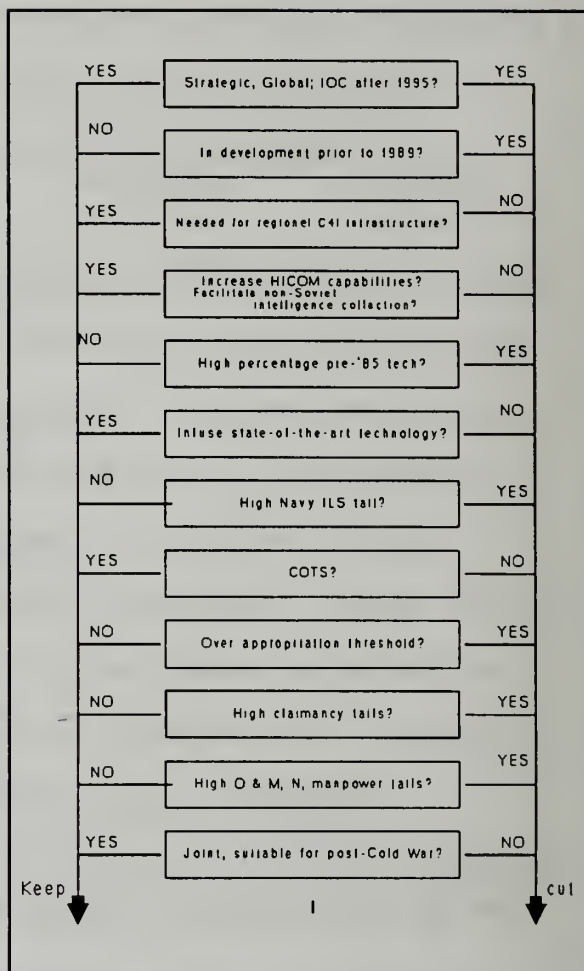 YES Strategic, Global; IOC after 1995? YES
NO In development prior to 1989? YES
YES Needed for regional C4I infrastructure? NO
YES Increase HICOM capabilities? NO
Facilitate non-Soviet
intelligence collection?
NO High percentage pre-'85 tech? YES
YES Infuse state-of-the-art technology? NO
NO High Navy ILS tail? YES
YES COTS? NO
NO Over appropriation threshold? YES
NO High claimancy tails? YES
NO High O & M, N, manpower tails? YES
YES Joint, suitable for post-Cold War? NO
Keep cut